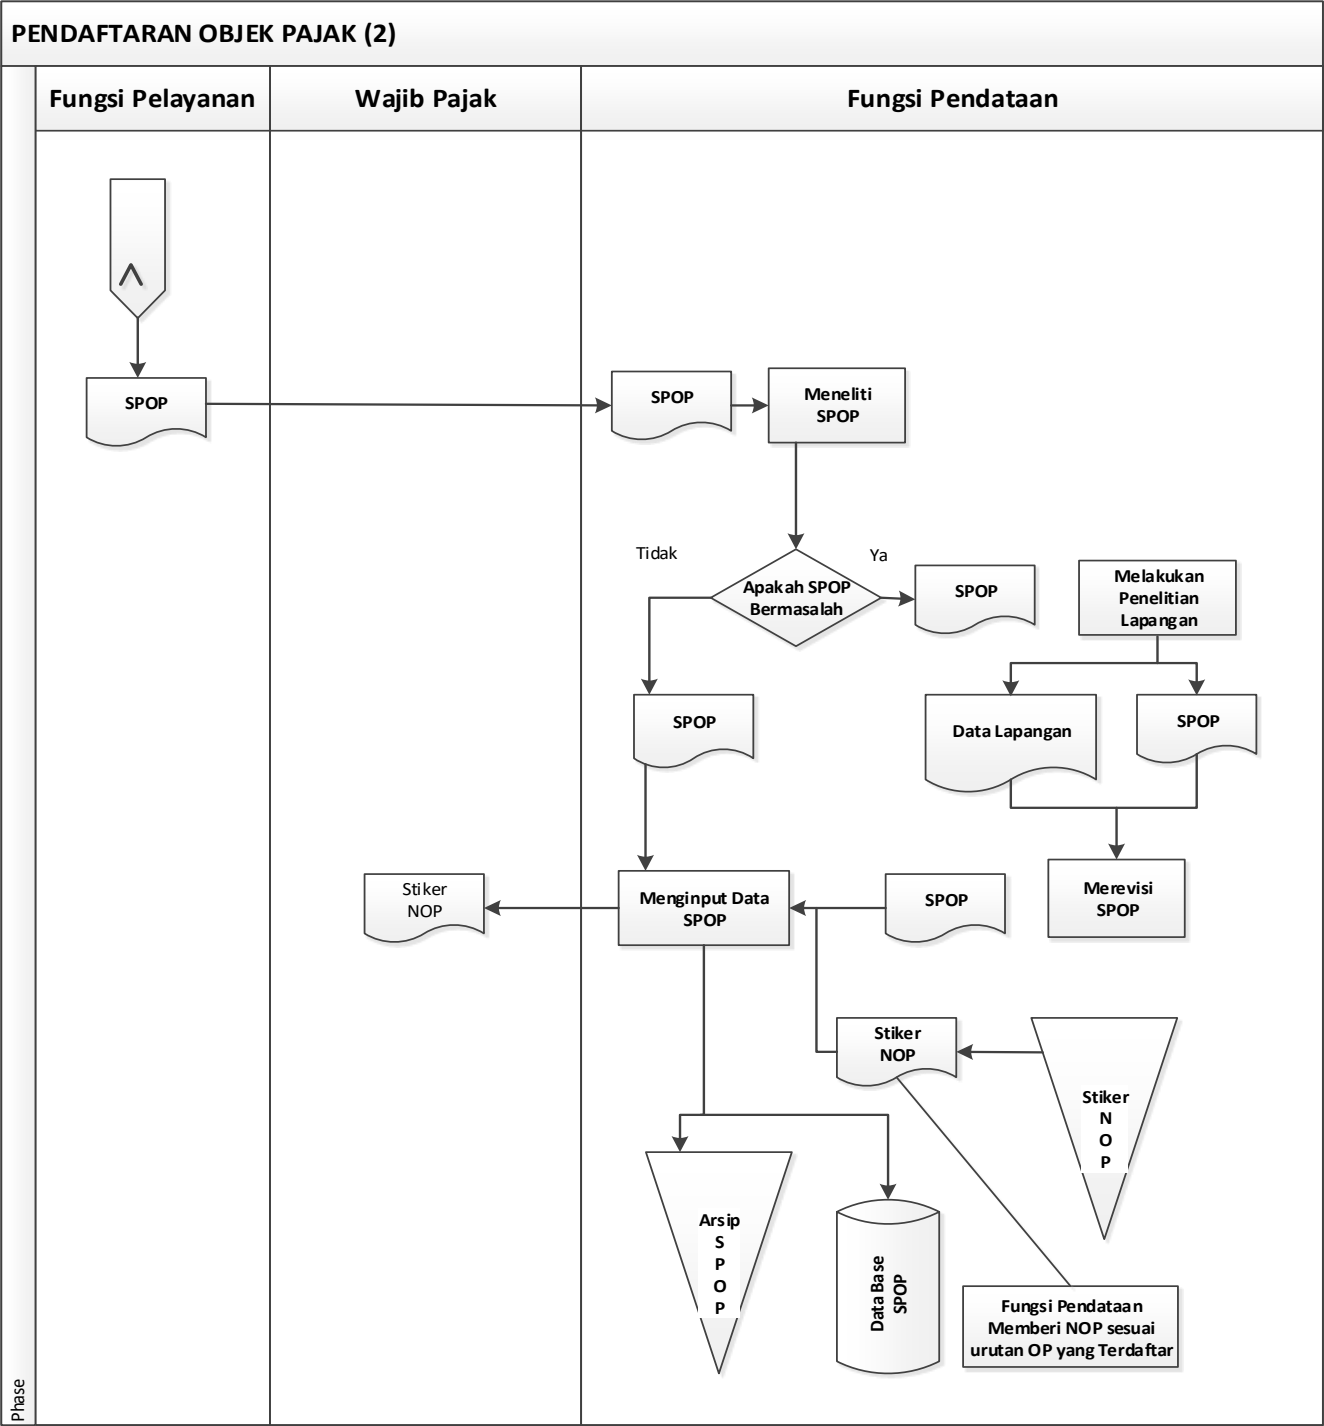 PENDAFTARAN OBJEK PAJAK (2)
Fungsi Pelayanan
Wajib Pajak
Fungsi Pendataan
SPOP
SPOP
Meneliti
SPOP
Tidak
Ya
Apakah SPOP
Bermasalah
SPOP
Melakukan
Penelitian
Lapangan
SPOP
Data Lapangan
SPOP
Stiker
NOP
Menginput Data
SPOP
SPOP
Merevisi
SPOP
Stiker
NOP
Stiker
N
O
P
Arsip
S
P
O
P
Data Base
SPOP
Fungsi Pendataan
Memberi NOP sesuai
urutan OP yang Terdaftar
Phase